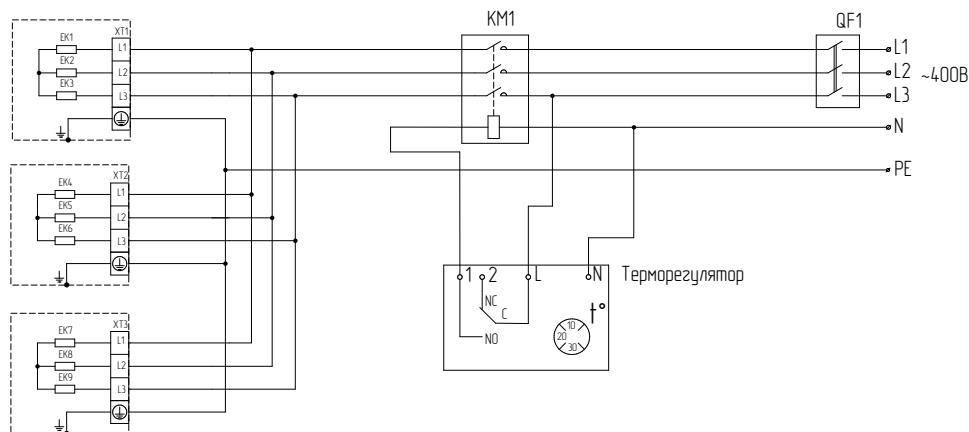 KM1
QF1
XT1
EK1
L1
EK2
L2
EK3
L3
L1
L2
~400В
L3
N
PE
XT2
EK4
L1
EK5
L2
EK6
L3
1
2
L
N
Терморегулятор
NC
C
NO
t°
10
20
30
XT3
EK7
L1
EK8
L2
EK9
L3